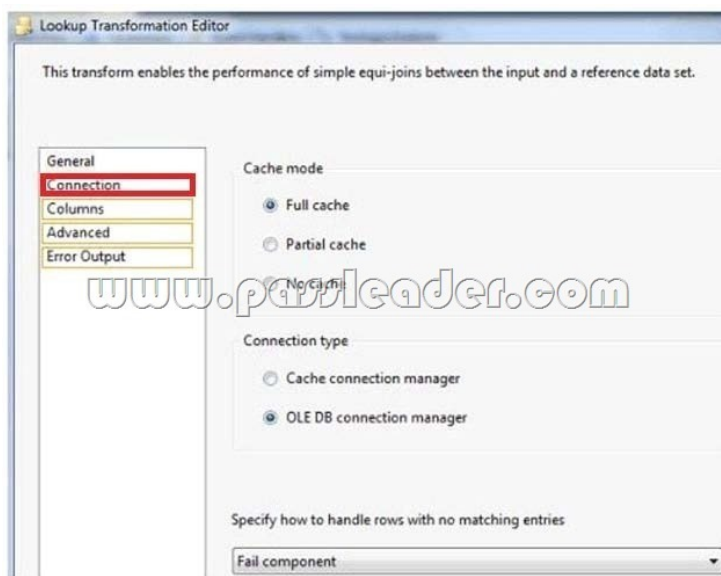 Lookup Transformation Editor
This transform enables the performance of simple equi-joins between the input and a reference data set.
General
Connection
Columns
Advanced
Error Output
Cache mode
Full cache
Partial cache
No cache
www.passleader.com
Connection type
Cache connection manager
OLE DB connection manager
Specify how to handle rows with no matching entries
Fail component